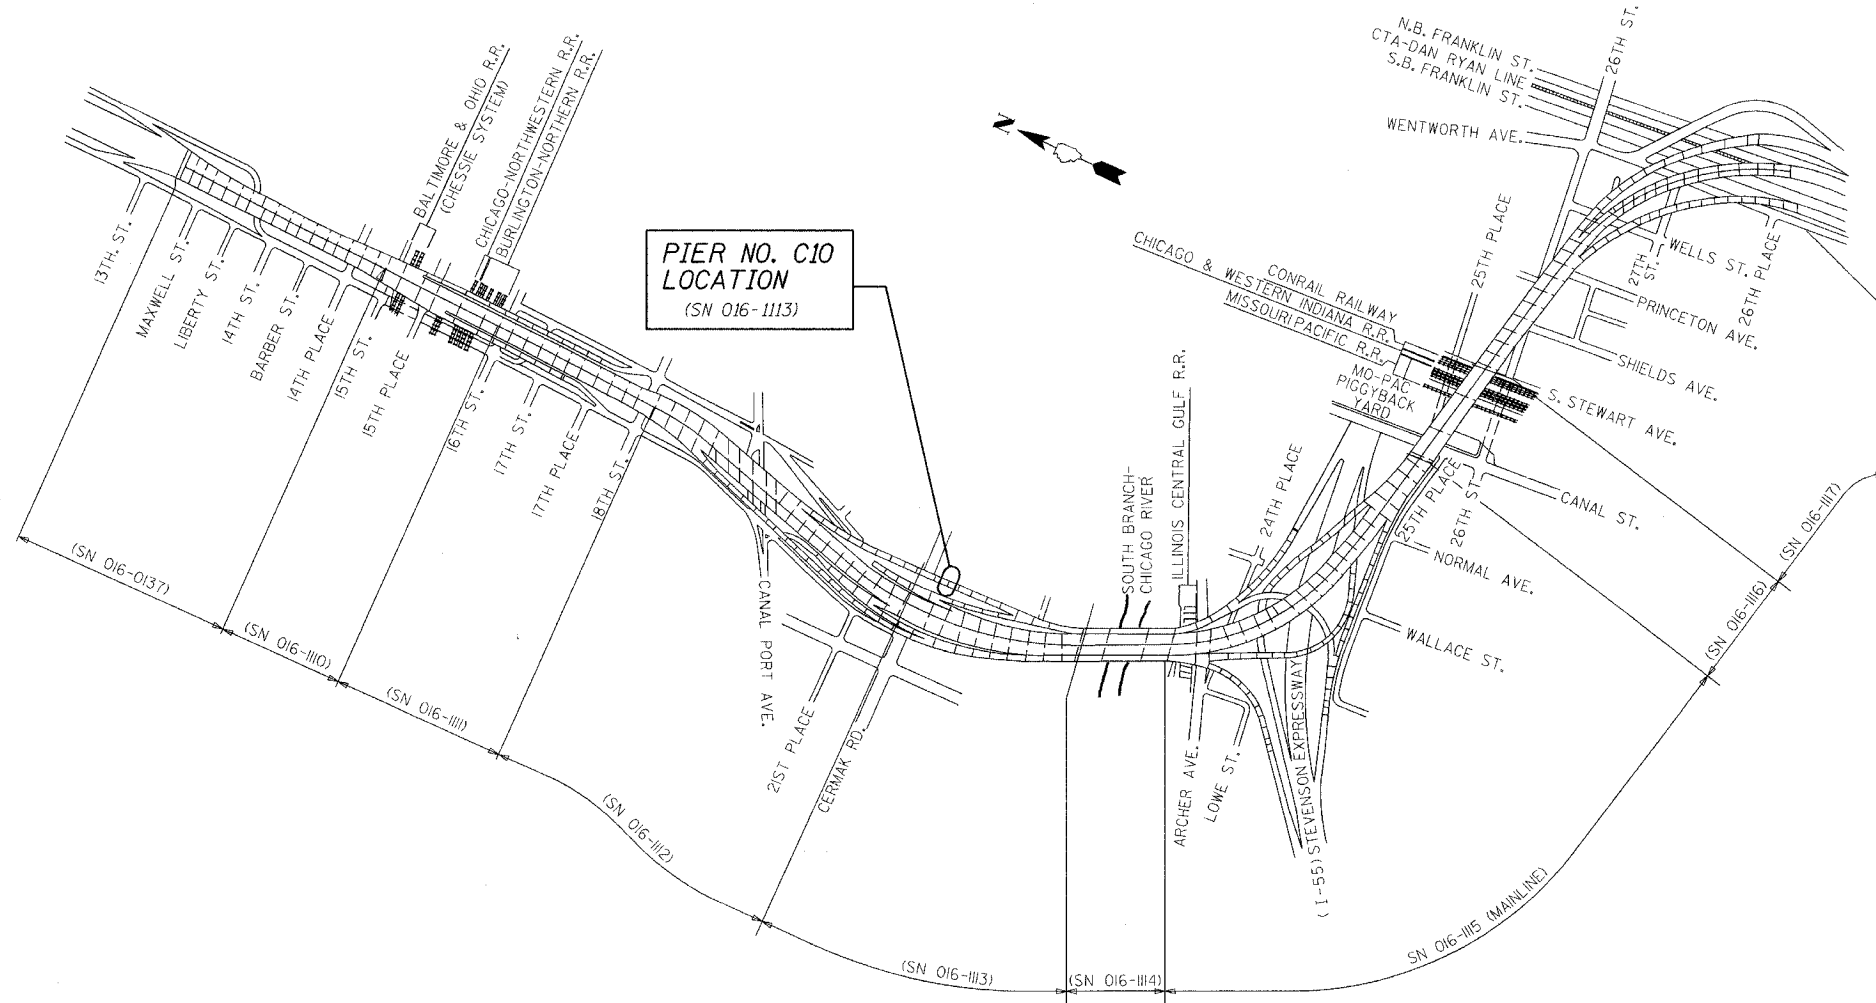 N.B. FRANKLIN ST.
CTA-DAN RYAN LINE
S.B. FRANKLIN ST.
26TH ST.
WENTWORTH AVE.
BALTIMORE & OHIO R.R.
(CHESSIE SYSTEM)
CHICAGO-NORTHWESTERN R.R.
BURLINGTON-NORTHERN R.R.
N
PIER NO. C10
LOCATION
(SN 016-1113)
25TH PLACE
CHICAGO & WESTERN INDIANA R.R.
CONRAIL RAILWAY
MISSOURI PACIFIC R.R.
MO-PAC
PIGGYBACK
YARD
WELLS ST.
27TH ST.
26TH PLACE
PRINCETON AVE.
SHIELDS AVE.
S. STEWART AVE.
13TH. ST.
MAXWELL ST.
LIBERTY ST.
14TH ST.
BARBER ST.
14TH PLACE
15TH ST.
15TH PLACE
16TH ST.
17TH ST.
17TH PLACE
18TH ST.
CANAL PORT AVE.
21ST PLACE
CERMAK RD.
SOUTH BRANCH-
CHICAGO RIVER
ILLINOIS CENTRAL GULF R.R.
24TH PLACE
25TH PLACE
26TH ST.
CANAL ST.
NORMAL AVE.
WALLACE ST.
ARCHER AVE.
LOWE ST.
(I-55) STEVENSON EXPRESSWAY
(SN 016-0137)
(SN 016-1110)
(SN 016-1111)
(SN 016-1112)
(SN 016-1113)
(SN 016-1114)
SN 016-1115 (MAINLINE)
(SN 016-1116)
(SN 016-1117)